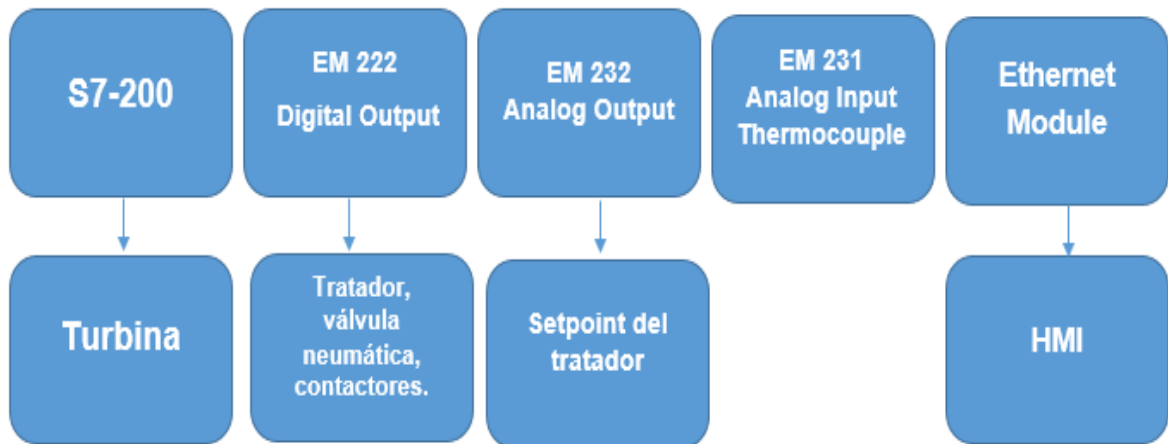 S7-200
EM 222
Digital Output
EM 232
Analog Output
EM 231
Analog Input
Thermocouple
Ethernet
Module
Turbina
Tratador,
válvula
neumática,
contactores.
Setpoint del
tratador
HMI